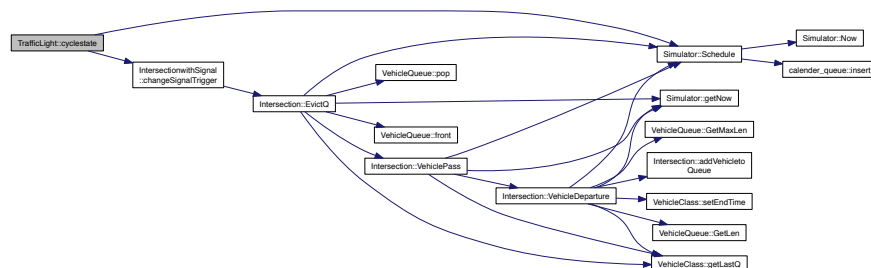 TrafficLight::cyclestate
IntersectionwithSignal
::changeSignalTrigger
Intersection::EvictQ
VehicleQueue::pop
VehicleQueue::front
Intersection::VehiclePass
Intersection::VehicleDeparture
Simulator::Schedule
Simulator::getNow
VehicleQueue::GetMaxLen
Intersection::addVehicleto
Queue
VehicleClass::setEndTime
VehicleQueue::GetLen
VehicleClass::getLastQ
Simulator::Now
calender_queue::insert